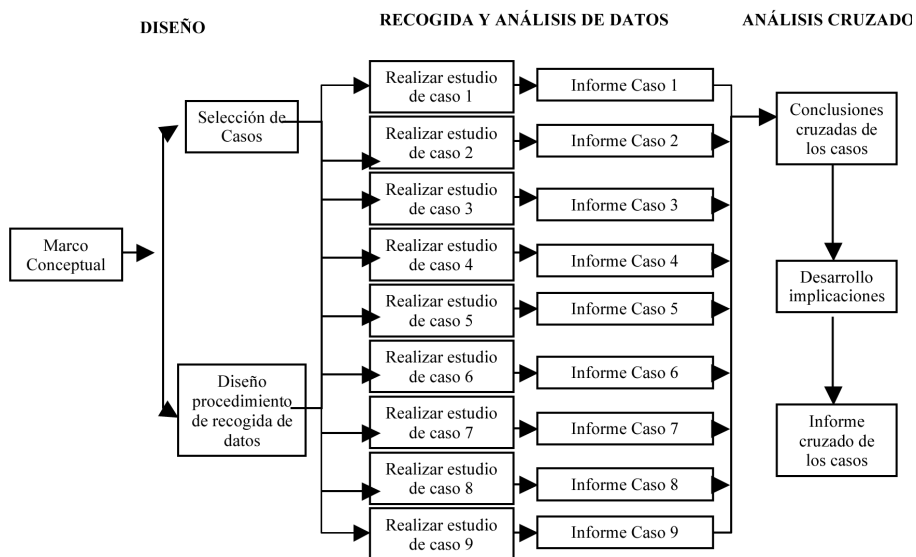 DISEÑO
RECOGIDA Y ANÁLISIS DE DATOS
ANÁLISIS CRUZADO
Marco
Conceptual
Selección de
Casos
Diseño
procedimiento
de recogida de
datos
Realizar estudio
de caso 1
Informe Caso 1
Realizar estudio
de caso 2
Informe Caso 2
Realizar estudio
de caso 3
Informe Caso 3
Realizar estudio
de caso 4
Informe Caso 4
Realizar estudio
de caso 5
Informe Caso 5
Realizar estudio
de caso 6
Informe Caso 6
Realizar estudio
de caso 7
Informe Caso 7
Realizar estudio
de caso 8
Informe Caso 8
Realizar estudio
de caso 9
Informe Caso 9
Conclusiones
cruzadas de
los casos
Desarrollo
implicaciones
Informe
cruzado de
los casos